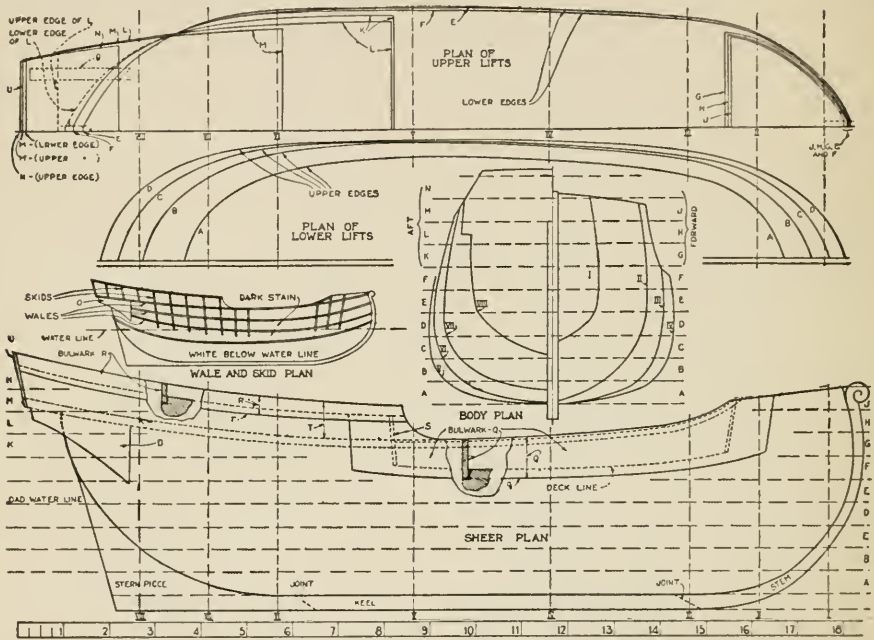 UPPER EDGE OF L
LOWER EDGE
OF L
N M L
Q
U
M-(LOWER EDGE)
M-(UPPER " )
N-(UPPER EDGE)
E
F
F E
K
M
L
PLAN OF
UPPER LIFTS
LOWER EDGES
G
H
J
J,H,G,E
AND F
D
C
B
A
UPPER EDGES
PLAN OF
LOWER LIFTS
A
B
C
D
N
M
L
K
F
E
D
C
B
A
AFT
J
H
G
F
E
D
C
B
A
FORWARD
I
II
BODY PLAN
SKIDS
O
WALES
WATER LINE
DARK STAIN
WHITE BELOW WATER LINE
WALE AND SKID PLAN
BULWARK-R
N
M
L
K
R
T
S
BULWARK-Q
Q
D
DECK LINE
OAD WATER LINE
SHEER PLAN
J
H
G
F
E
D
E
B
A
STERN PIECE
JOINT
KEEL
JOINT
STEM
1 2 3 4 5 6 7 8 9 10 11 12 13 14 15 16 17 18